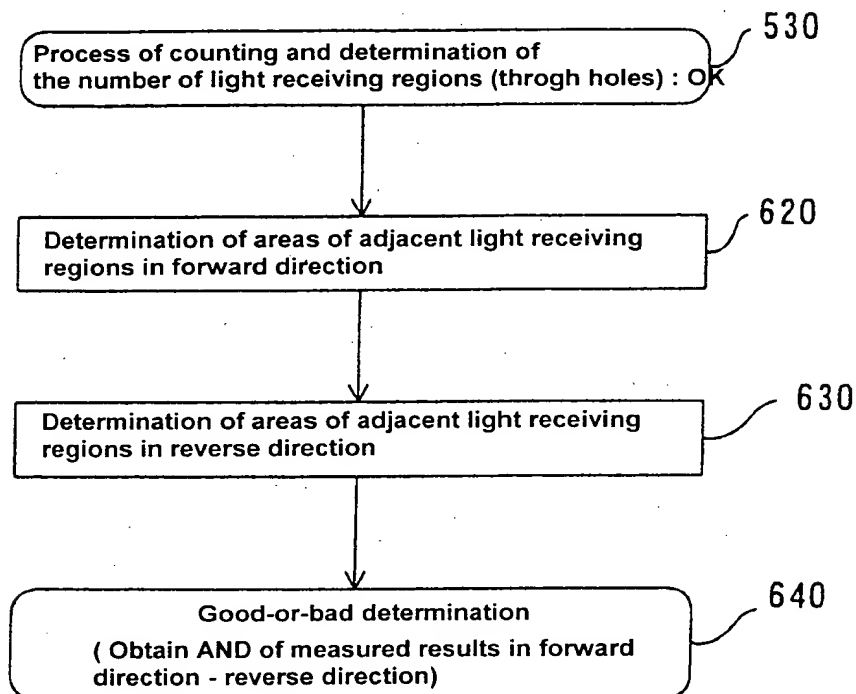 530
Process of counting and determination of
the number of light receiving regions (throgh holes) : OK
620
Determination of areas of adjacent light receiving
regions in forward direction
630
Determination of areas of adjacent light receiving
regions in reverse direction
640
Good-or-bad determination
( Obtain AND of measured results in forward
direction - reverse direction)